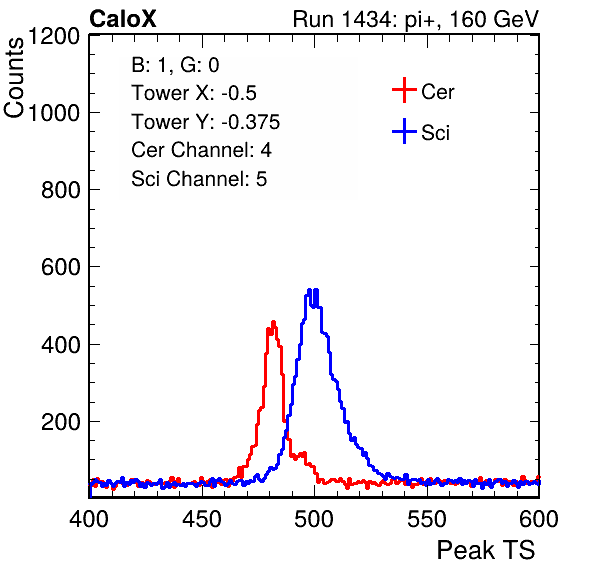 CaloX Run 1434: pi+, 160 GeV
Counts
1200
1000
800
600
400
200
B: 1, G: 0
Tower X: -0.5
Tower Y: -0.375
Cer Channel: 4
Sci Channel: 5
Cer
Sci
400 450 500 550 600
Peak TS